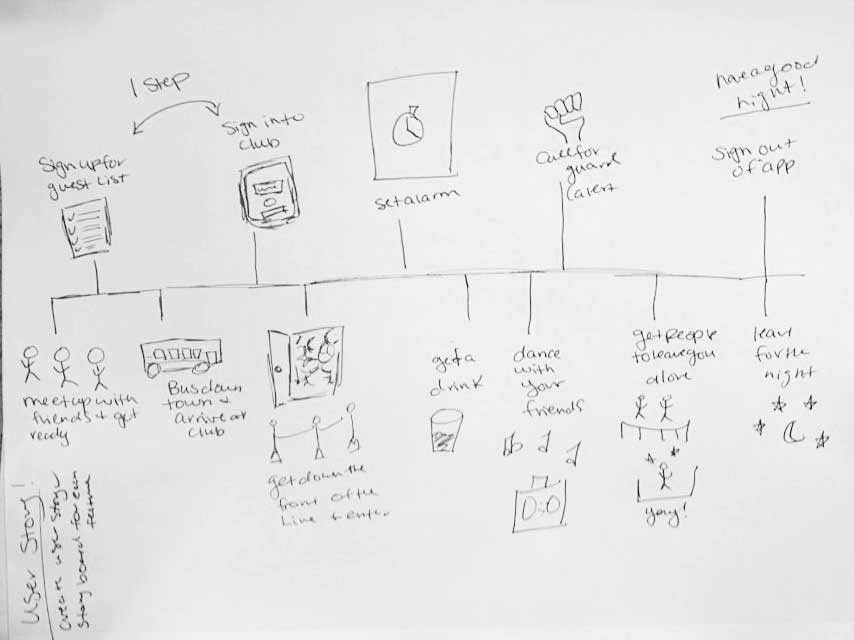 1 Step
Sign up for
guest List
Sign into
club
set alarm
call for
guard
(alert
have a good
night!
Sign out
of app
meet up with
friends + get
ready
Bus down
town +
arrive at
club
get down the
front of the
Line + enter
get a
drink
dance
with
your
friends
get people
to leave you
alone
yay!
leave
for the
night
User Story!
create user story
story board for each
feature